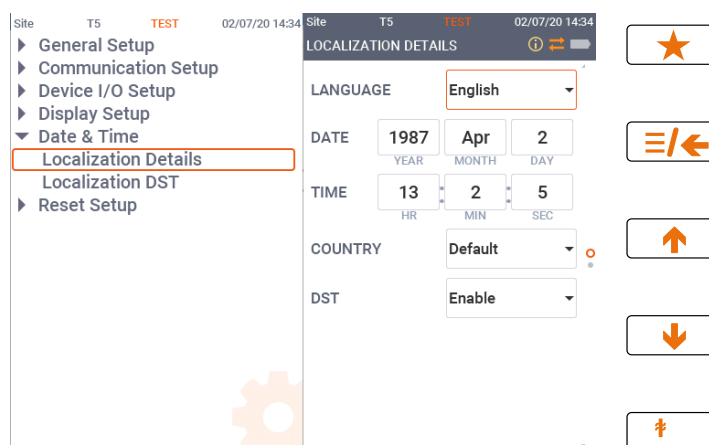 Site T5 TEST 02/07/20 14:34
General Setup
Communication Setup
Device I/O Setup
Display Setup
Date & Time
Localization Details
Localization DST
Reset Setup
Site T5 TEST 02/07/20 14:34
LOCALIZATION DETAILS
LANGUAGE English
DATE 1987 Apr 2
YEAR MONTH DAY
TIME 13 : 2 : 5
HR MIN SEC
COUNTRY Default
DST Enable